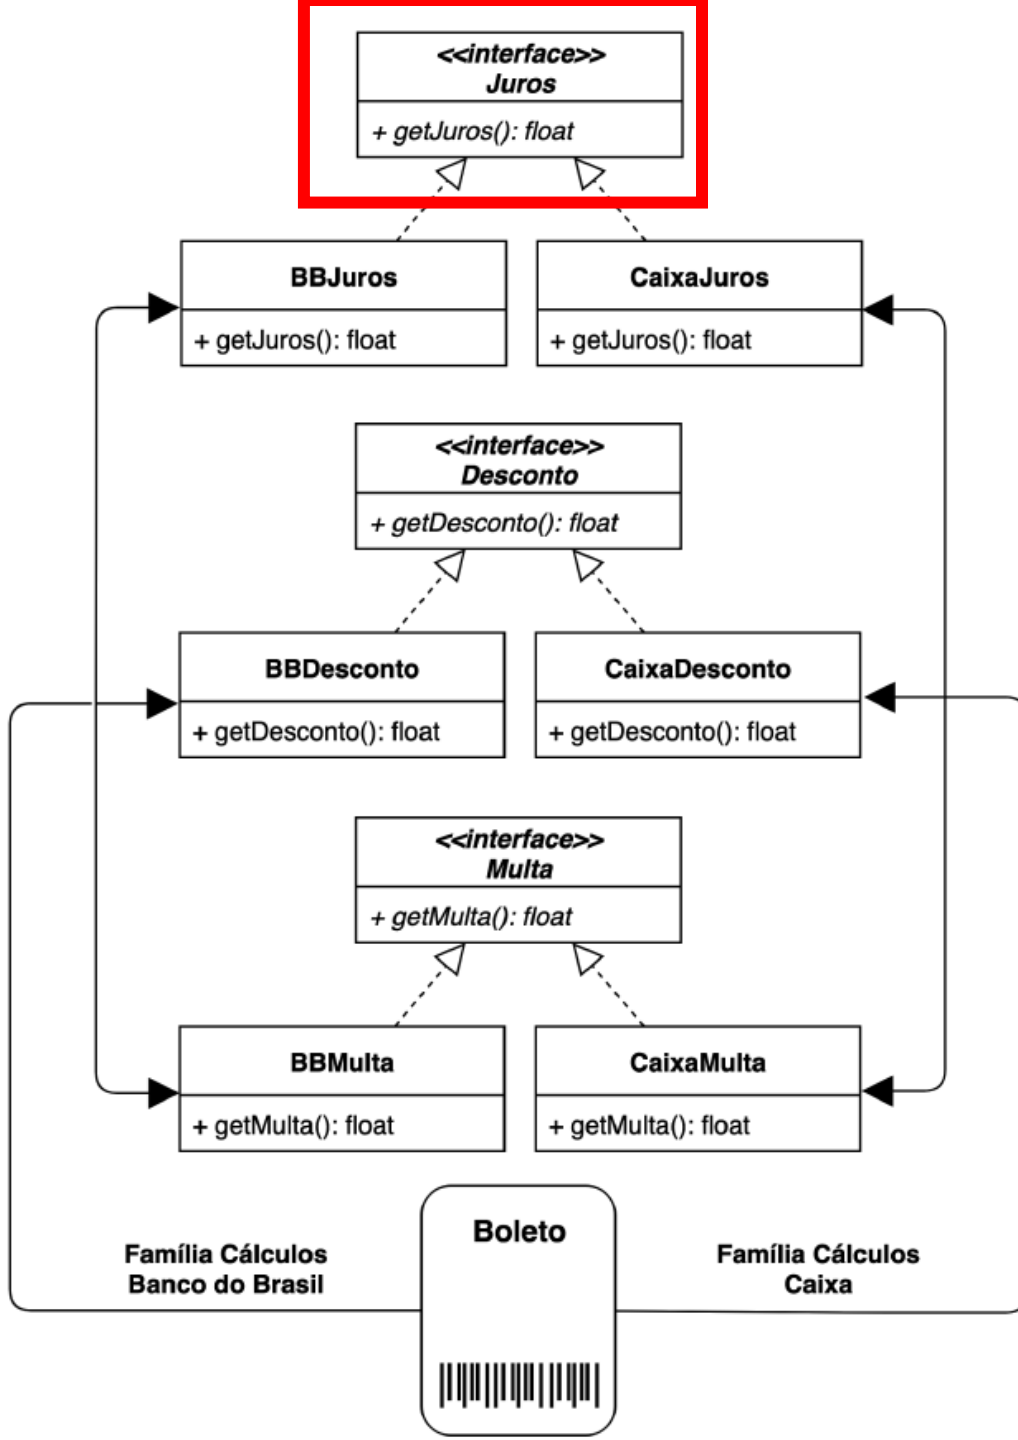 <<interface>>
Juros
+ getJuros(): float
BBJuros
+ getJuros(): float
CaixaJuros
+ getJuros(): float
<<interface>>
Desconto
+ getDesconto(): float
BBDesconto
+ getDesconto(): float
CaixaDesconto
+ getDesconto(): float
<<interface>>
Multa
+ getMulta(): float
BBMulta
+ getMulta(): float
CaixaMulta
+ getMulta(): float
Boleto
Família Cálculos
Banco do Brasil
Família Cálculos
Caixa